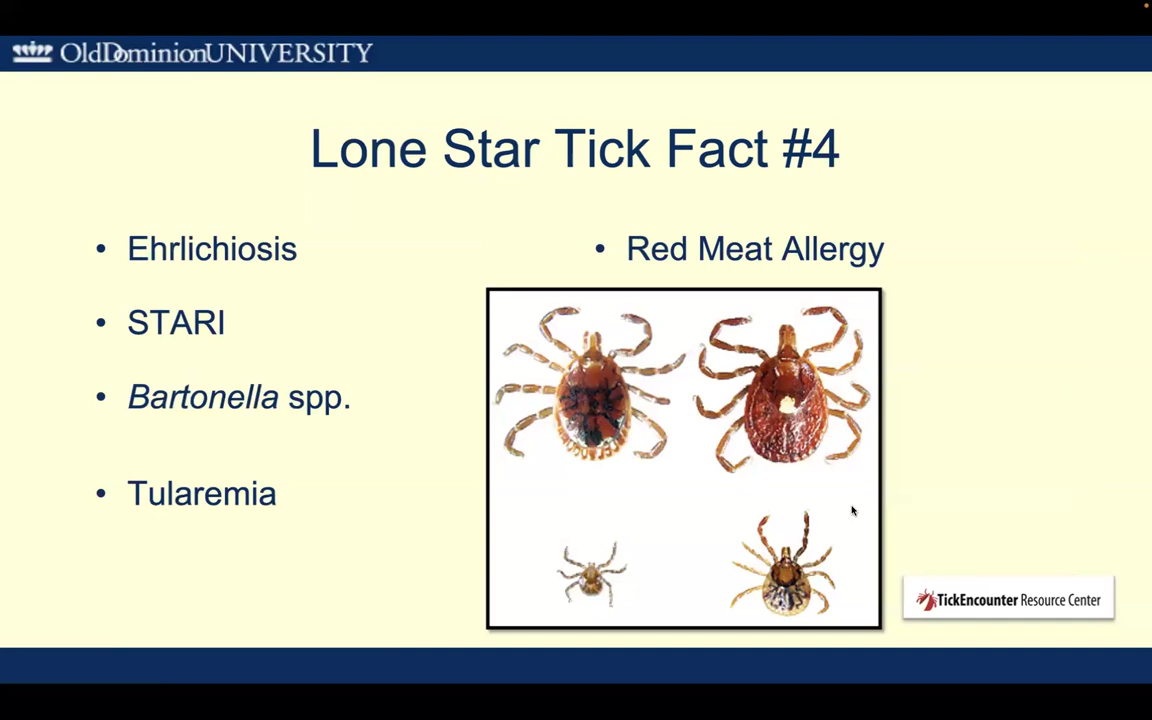 OldDominionUNIVERSITY
Lone Star Tick Fact #4
• Ehrlichiosis
• STARI
• Bartonella spp.
• Tularemia
• Red Meat Allergy
TickEncounter Resource Center